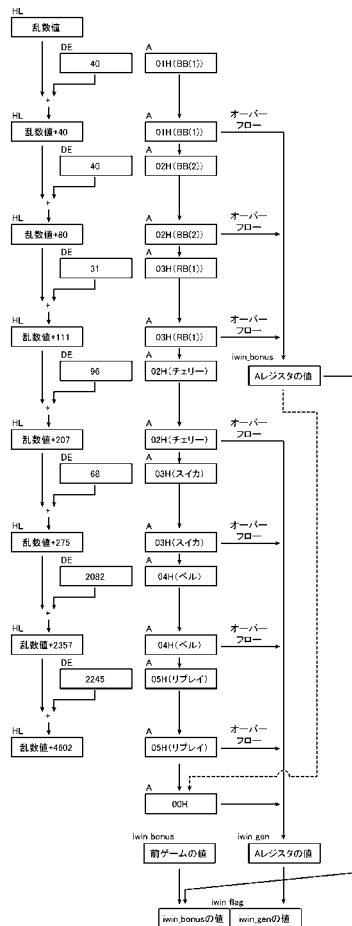 HL
乱数値
DE
40
A
01H(BB(1))
+
HL
乱数値+40
A
01H(BB(1))
オーバー
フロー
DE
40
A
02H(BB(2))
+
HL
乱数値+80
A
02H(BB(2))
オーバー
フロー
DE
31
A
03H(RB(1))
+
HL
乱数値+111
A
03H(RB(1))
オーバー
フロー
iwin_bonus
Aレジスタの値
DE
96
A
02H(チェリー)
+
HL
乱数値+207
A
02H(チェリー)
オーバー
フロー
DE
68
A
03H(スイカ)
+
HL
乱数値+275
A
03H(スイカ)
オーバー
フロー
DE
2082
A
04H(ベル)
+
HL
乱数値+2357
A
04H(ベル)
オーバー
フロー
DE
2245
A
05H(リプレイ)
+
HL
乱数値+4602
A
05H(リプレイ)
オーバー
フロー
A
00H
iwin_bonus
前ゲームの値
iwin_gen
Aレジスタの値
iwin_flag
iwin_bonusの値
iwin_genの値